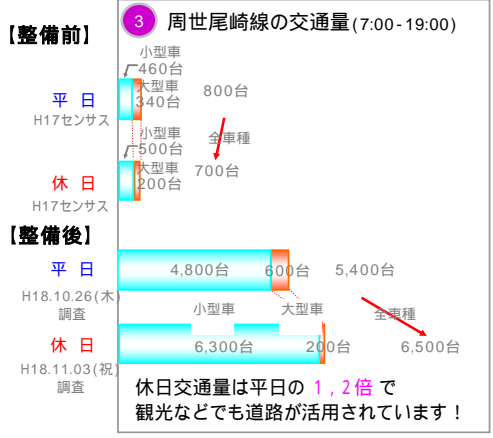 3 周世尾崎線の交通量(7:00-19:00)
【整備前】
小型車
460台
大型車
340台
800台
平 日
H17センサス
小型車
500台
全車種
大型車
200台
700台
休 日
H17センサス
【整備後】
平 日
4,800台 600台 5,400台
H18.10.26(木)
調査
小型車 大型車 全車種
休 日
6,300台 200台 6,500台
H18.11.03(祝)
調査
休日交通量は平日の 1,2倍 で
観光などでも道路が活用されています！